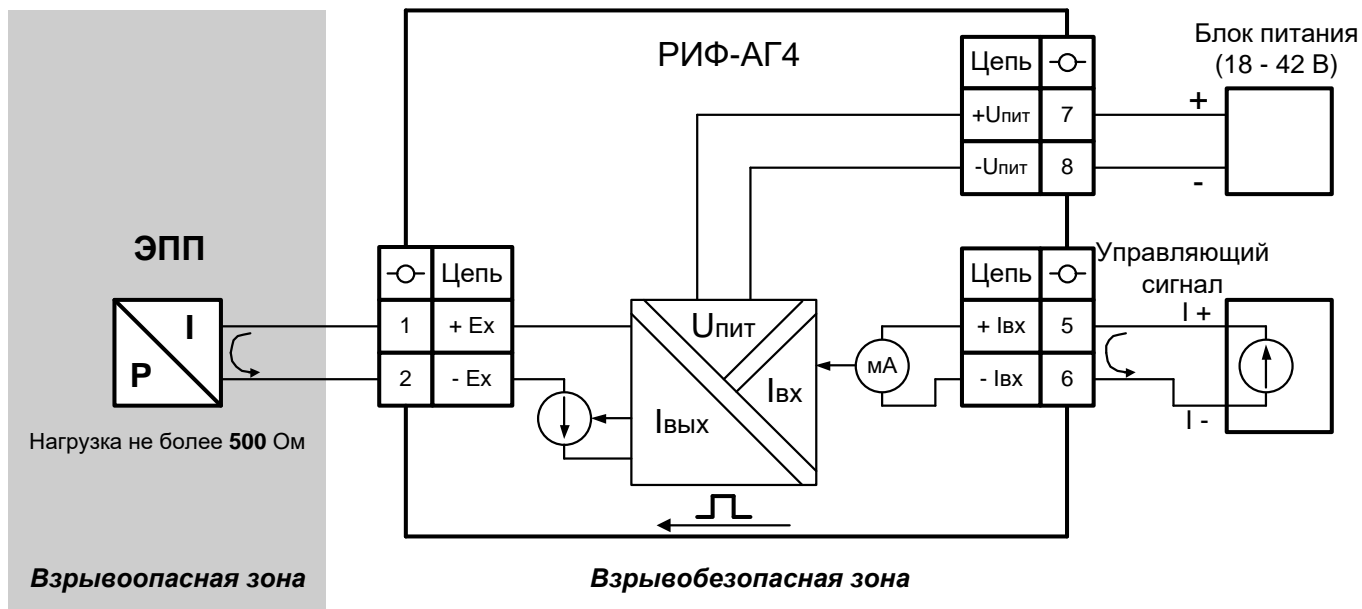 РИФ-АГ4
Блок питания
(18 - 42 В)
Цепь
+Uпит 7
-Uпит 8
+
-
ЭПП
I
P
Нагрузка не более 500 Ом
Цепь
1 + Ex
2 - Ex
Uпит
Iвх
Iвых
мА
Цепь
+ Iвх 5
- Iвх 6
Управляющий
сигнал
I +
I -
Взрывоопасная зона
Взрывобезопасная зона